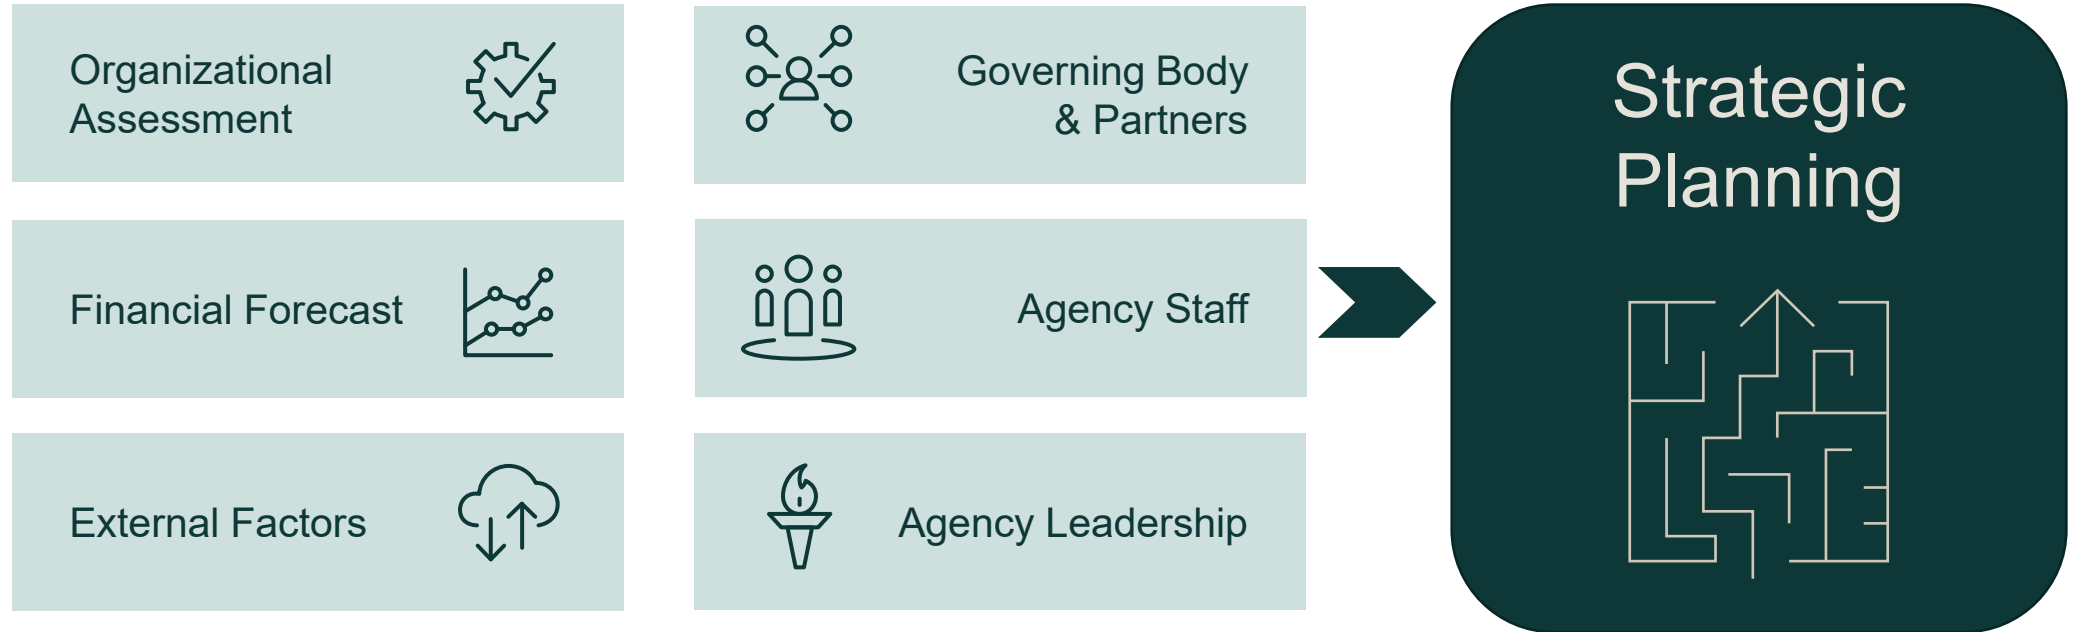 Organizational
Assessment
Governing Body
& Partners
Financial Forecast
Agency Staff
External Factors
Agency Leadership
Strategic
Planning